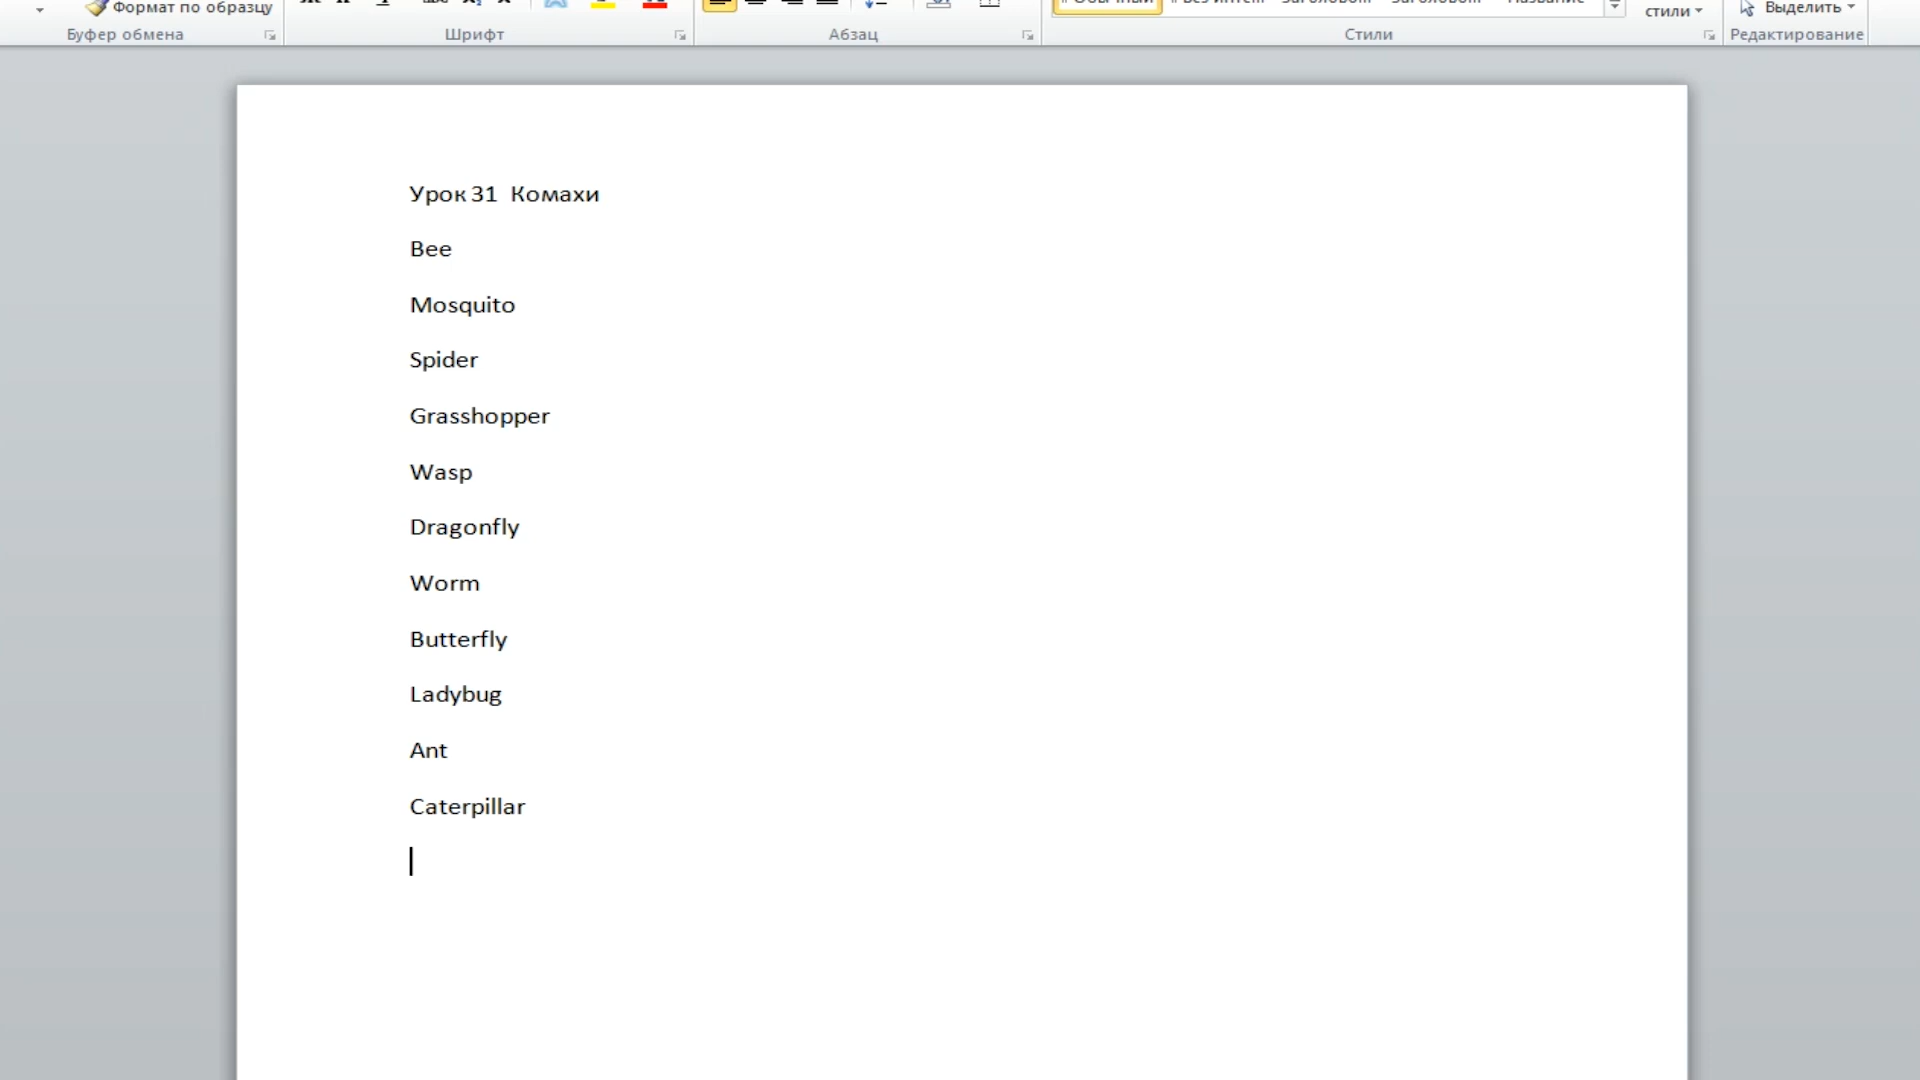 Формат по образцу
стили
Выделить
Буфер обмена
Шрифт
Абзац
Стили
Редактирование
Урок 31 Комахи
Bee
Mosquito
Spider
Grasshopper
Wasp
Dragonfly
Worm
Butterfly
Ladybug
Ant
Caterpillar